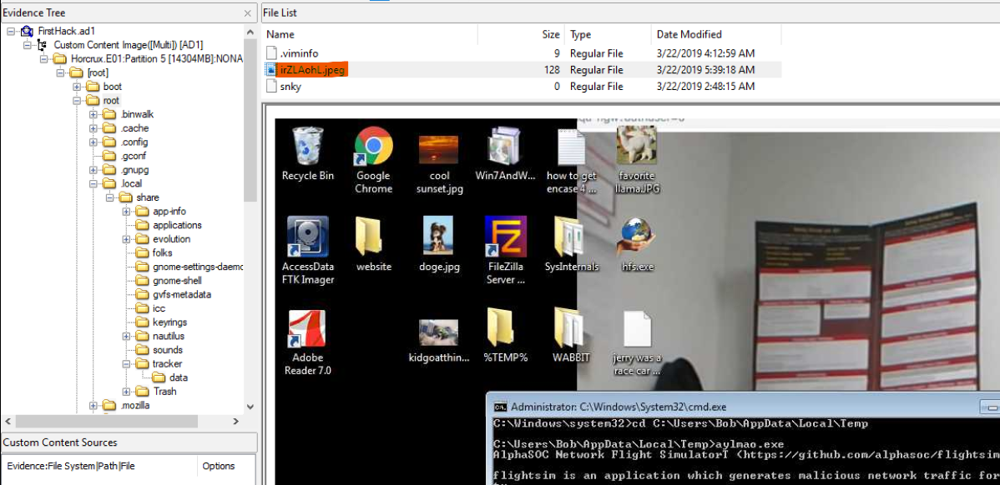 Evidence Tree
FirstHack.ad1
Custom Content Image([Multi]) [AD1]
Horcrux.E01:Partition 5 [14304MB]:NONA
[root]
boot
root
.binwalk
.cache
.config
.gconf
.gnupg
.local
share
app-info
applications
evolution
folks
gnome-settings-daemc
gnome-shell
gvfs-metadata
icc
keyrings
nautilus
sounds
tracker
data
Trash
.mozilla
Custom Content Sources
Evidence:File System|Path|File Options
File List
Name Size Type Date Modified
.viminfo 9 Regular File 3/22/2019 4:12:59 AM
irZLAohL.jpeg 128 Regular File 3/22/2019 5:39:18 AM
snky 0 Regular File 3/22/2019 2:48:15 AM
Recycle Bin
Google
Chrome
cool
sunset.jpg
Win7AndW...
how to get
encase 4 ...
favorite
llama.JPG
AccessData
FTK Imager
website
doge.jpg
FileZilla
Server ...
SysInternals
hfs.exe
Adobe
Reader 7.0
kidgoatthin...
%TEMP%
WABBIT
jerry was a
race car ...
Administrator: C:\Windows\System32\cmd.exe
C:\Windows\system32>cd C:\Users\Bob\AppData\Local\Temp
C:\Users\Bob\AppData\Local\Temp>aylmao.exe
AlphaSOC Network Flight SimulatorT (https://github.com/alphasoc/flightsim
flightsim is an application which generates malicious network traffic for